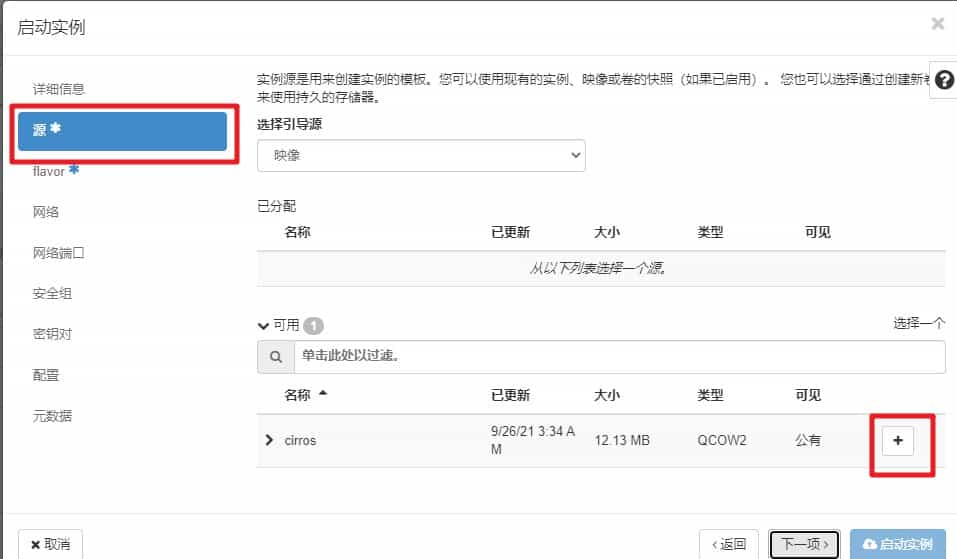 启动实例
×
详细信息
源 *
flavor *
网络
网络端口
安全组
密钥对
配置
元数据
实例源是用来创建实例的模板。您可以使用现有的实例、映像或卷的快照（如果已启用）。 您也可以选择通过创建新
来使用持久的存储器。
选择引导源
映像
已分配
名称 已更新 大小 类型 可见
从以下列表选择一个源。
可用 1 选择一个
单击此处以过滤。
名称 已更新 大小 类型 可见
cirros 9/26/21 3:34 A 12.13 MB QCOW2 公有 +
M
×取消 ‹返回 下一项› 启动实例